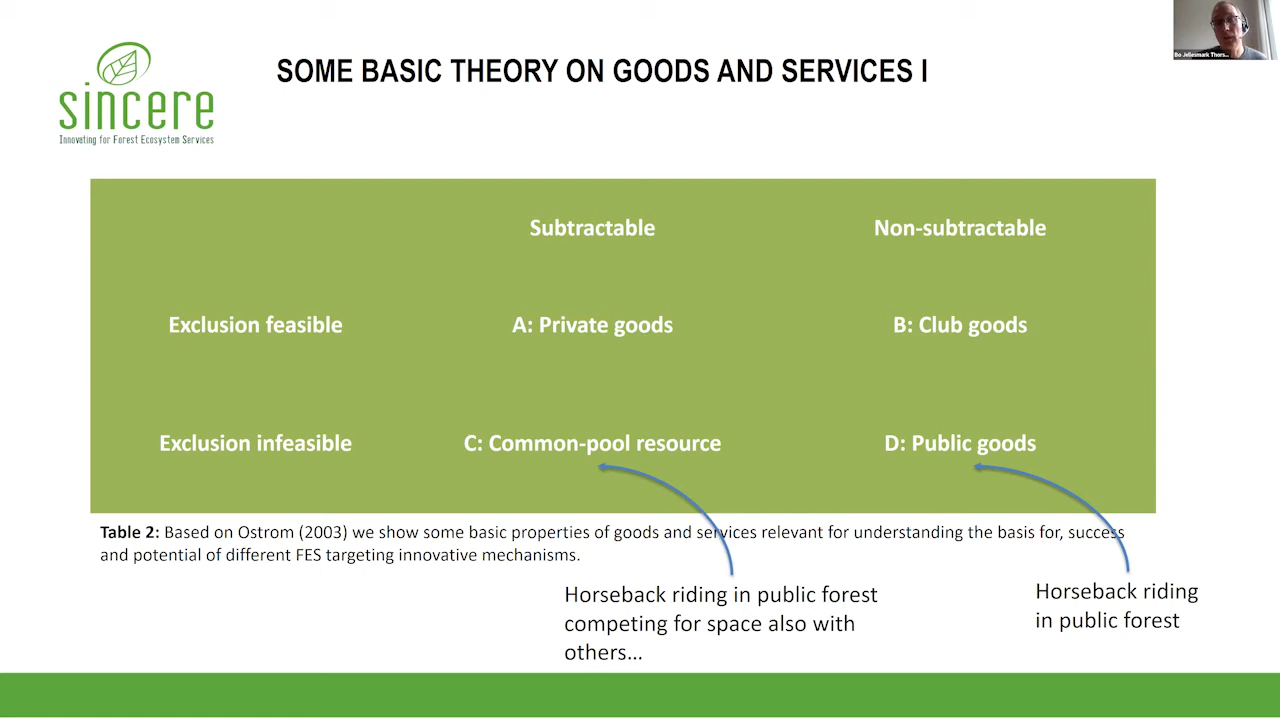 SOME BASIC THEORY ON GOODS AND SERVICES I
sincere
Innovating for Forest Ecosystem Services
Bo Jellesmark Thors...
Subtractable
Non-subtractable
Exclusion feasible
A: Private goods
B: Club goods
Exclusion infeasible
C: Common-pool resource
D: Public goods
Table 2: Based on Ostrom (2003) we show some basic properties of goods and services relevant for understanding the basis for, success
and potential of different FES targeting innovative mechanisms.
Horseback riding in public forest
competing for space also with
others...
Horseback riding
in public forest